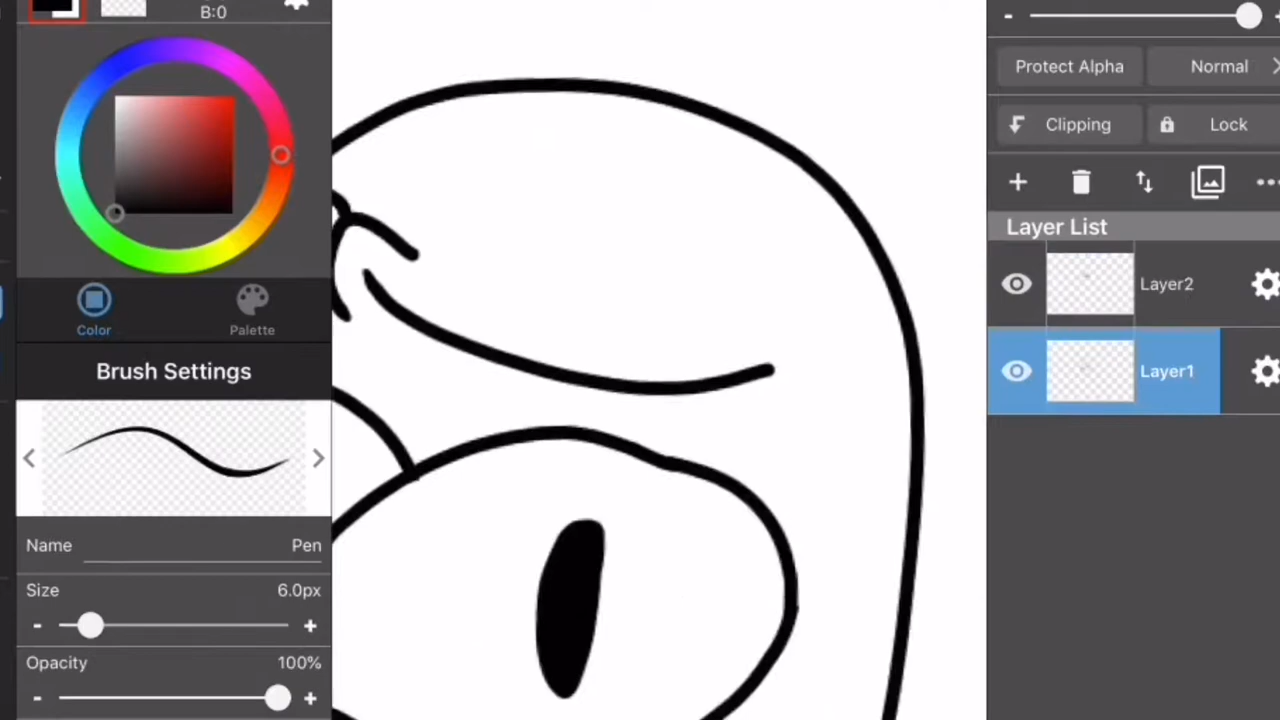 B:0
Color
Palette
Brush Settings
Name Pen
Size 6.0px
- +
Opacity 100%
- +
-
Protect Alpha Normal
Clipping Lock
Layer List
Layer2
Layer1